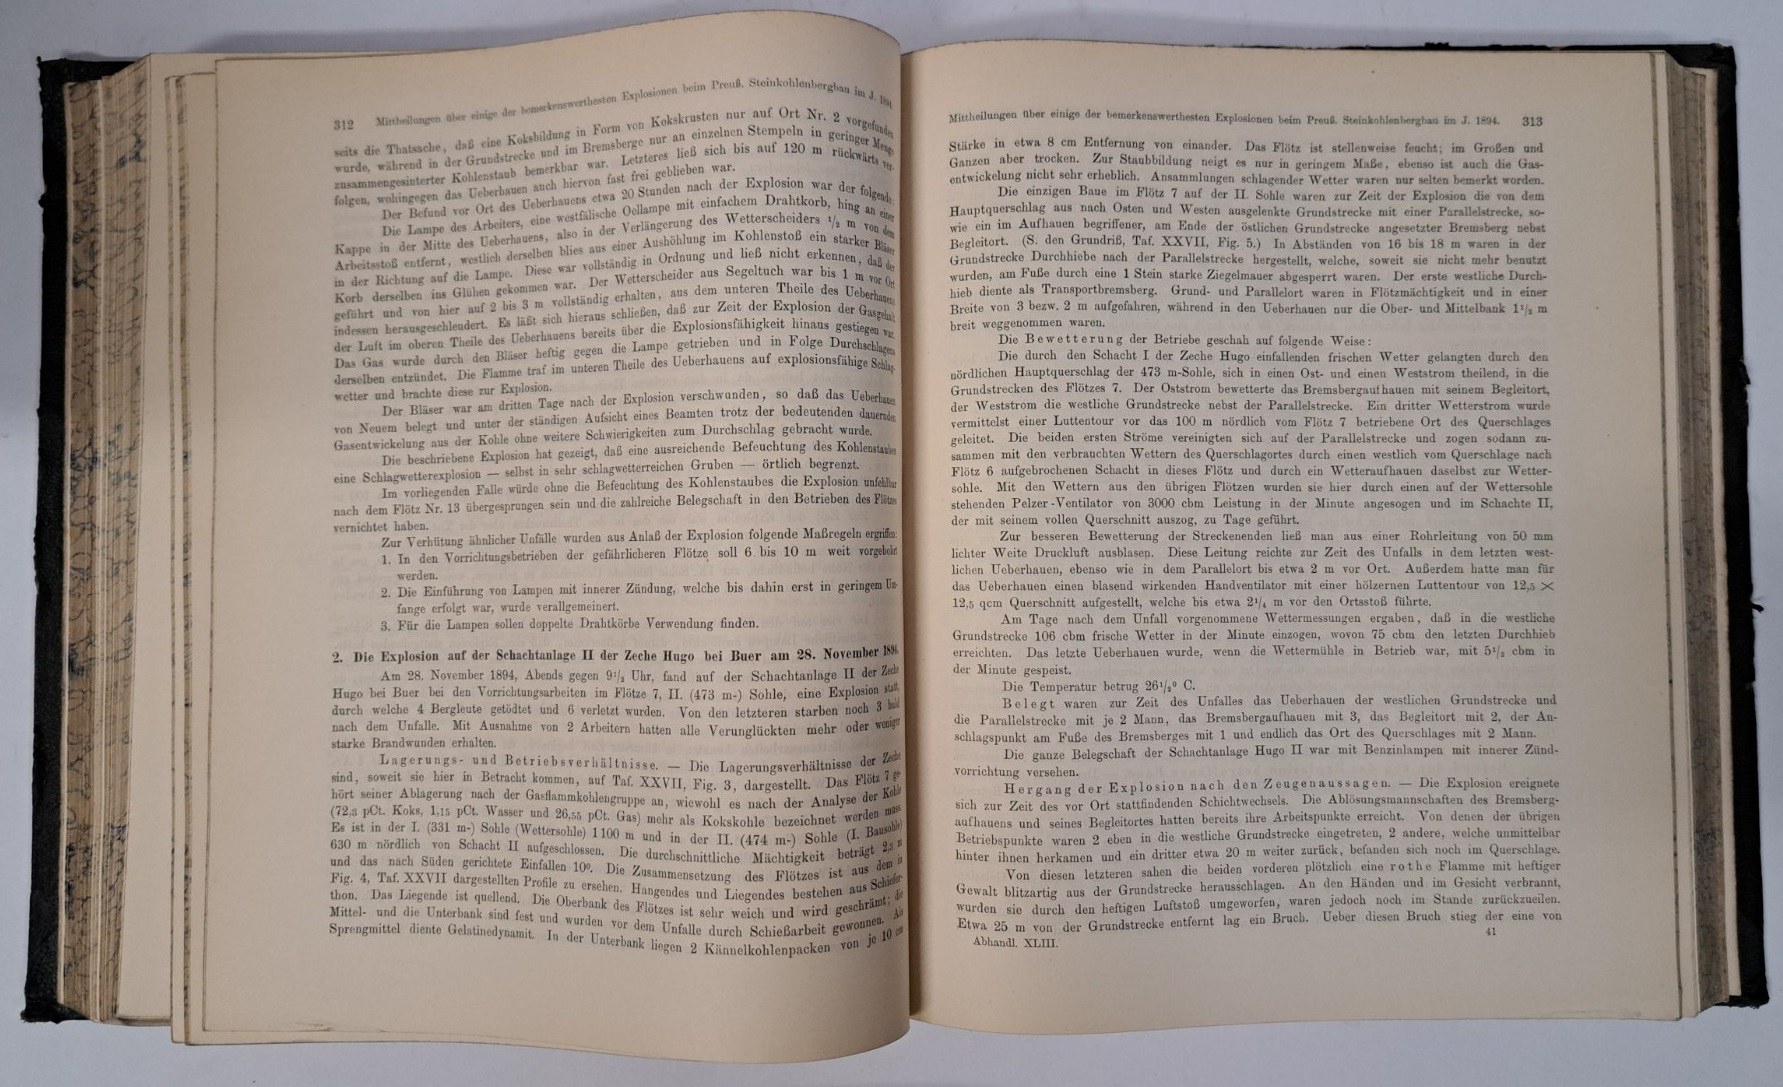 312 Mittheilungen über einige der bemerkenswerthesten Explosionen beim Preuß. Steinkohlenbergbau im J. 1894.
seits die Thatsache, daß eine Koksbildung in Form von Kokskrusten nur auf Ort Nr. 2 vorgefunden
wurde, während in der Grundstrecke und im Bremsberge nur an einzelnen Stempeln in geringer Menge
zusammengesinterter Kohlenstaub bemerkbar war. Letzteres ließ sich bis auf 120 m rückwärts ver-
folgen, wohingegen das Ueberhauen auch hiervon fast frei geblieben war.
Der Befund vor Ort des Ueberhauens etwa 20 Stunden nach der Explosion war der folgende:
Die Lampe des Arbeiters, eine westfälische Oellampe mit einfachem Drahtkorb, hing an einer
Kappe in der Mitte des Ueberhauens, also in der Verlängerung des Wetterscheiders 1/2 m von dem
Arbeitsstoß entfernt, westlich derselben blies aus einer Aushöhlung im Kohlenstoß ein starker Bläser
in der Richtung auf die Lampe. Diese war vollständig in Ordnung und ließ nicht erkennen, daß der
Korb derselben ins Glühen gekommen war. Der Wetterscheider aus Segeltuch war bis 1 m vor Ort
geführt und von hier auf 2 bis 3 m vollständig erhalten, aus dem unteren Theile des Ueberhauens
indessen herausgeschleudert. Es läßt sich hieraus schließen, daß zur Zeit der Explosion der Gasgehalt
der Luft im oberen Theile des Ueberhauens bereits über die Explosionsfähigkeit hinaus gestiegen war.
Das Gas wurde durch den Bläser heftig gegen die Lampe getrieben und in Folge Durchschlagens
derselben entzündet. Die Flamme traf im unteren Theile des Ueberhauens auf explosionsfähige Schlag-
wetter und brachte diese zur Explosion.
Der Bläser war am dritten Tage nach der Explosion verschwunden, so daß das Ueberhauen
von Neuem belegt und unter der ständigen Aufsicht eines Beamten trotz der bedeutenden dauernden
Gasentwickelung aus der Kohle ohne weitere Schwierigkeiten zum Durchschlag gebracht wurde.
Die beschriebene Explosion hat gezeigt, daß eine ausreichende Befeuchtung des Kohlenstaubes
eine Schlagwetterexplosion — selbst in sehr schlagwetterreichen Gruben — örtlich begrenzt.
Im vorliegenden Falle würde ohne die Befeuchtung des Kohlenstaubes die Explosion unfehlbar
nach dem Flötz Nr. 13 übergesprungen sein und die zahlreiche Belegschaft in den Betrieben des Flötzes
vernichtet haben.
Zur Verhütung ähnlicher Unfälle wurden aus Anlaß der Explosion folgende Maßregeln ergriffen:
1. In den Vorrichtungsbetrieben der gefährlicheren Flötze soll 6 bis 10 m weit vorgebohrt
werden.
2. Die Einführung von Lampen mit innerer Zündung, welche bis dahin erst in geringem Um-
fange erfolgt war, wurde verallgemeinert.
3. Für die Lampen sollen doppelte Drahtkörbe Verwendung finden.
2. Die Explosion auf der Schachtanlage II der Zeche Hugo bei Buer am 28. November 1894.
Am 28. November 1894, Abends gegen 9 1/2 Uhr, fand auf der Schachtanlage II der Zeche
Hugo bei Buer bei den Vorrichtungsarbeiten im Flötze 7, II. (473 m-) Sohle, eine Explosion statt,
durch welche 4 Bergleute getödtet und 6 verletzt wurden. Von den letzteren starben noch 3 bald
nach dem Unfalle. Mit Ausnahme von 2 Arbeitern hatten alle Verunglückten mehr oder weniger
starke Brandwunden erhalten.
Lagerungs- und Betriebsverhältnisse. — Die Lagerungsverhältnisse der Zeche
sind, soweit sie hier in Betracht kommen, auf Taf. XXVII, Fig. 3, dargestellt. Das Flötz 7 ge-
hört seiner Ablagerung nach der Gasflammkohlengruppe an, wiewohl es nach der Analyse der Kohle
(72,3 pCt. Koks, 1,15 pCt. Wasser und 26,55 pCt. Gas) mehr als Kokskohle bezeichnet werden muss.
Es ist in der I. (331 m-) Sohle (Wettersohle) 1100 m und in der II. (474 m-) Sohle (I. Bausohle)
630 m nördlich von Schacht II aufgeschlossen. Die durchschnittliche Mächtigkeit beträgt 2,3 m
und das nach Süden gerichtete Einfallen 10°. Die Zusammensetzung des Flötzes ist aus dem in
Fig. 4, Taf. XXVII dargestellten Profile zu ersehen. Hangendes und Liegendes bestehen aus Schiefer-
thon. Das Liegende ist quellend. Die Oberbank des Flötzes ist sehr weich und wird geschrämt; die
Mittel- und die Unterbank sind fest und wurden vor dem Unfalle durch Schießarbeit gewonnen. Als
Sprengmittel diente Gelatinedynamit. In der Unterbank liegen 2 Kännelkohlenpacken von je 10 cm
Mittheilungen über einige der bemerkenswerthesten Explosionen beim Preuß. Steinkohlenbergbau im J. 1894. 313
Stärke in etwa 8 cm Entfernung von einander. Das Flötz ist stellenweise feucht; im Großen und
Ganzen aber trocken. Zur Staubbildung neigt es nur in geringem Maße, ebenso ist auch die Gas-
entwickelung nicht sehr erheblich. Ansammlungen schlagender Wetter waren nur selten bemerkt worden.
Die einzigen Baue im Flötz 7 auf der II. Sohle waren zur Zeit der Explosion die von dem
Hauptquerschlag aus nach Osten und Westen ausgelenkte Grundstrecke mit einer Parallelstrecke, so-
wie ein im Aufhauen begriffener, am Ende der östlichen Grundstrecke angesetzter Bremsberg nebst
Begleitort. (S. den Grundriß, Taf. XXVII, Fig. 5.) In Abständen von 16 bis 18 m waren in der
Grundstrecke Durchhiebe nach der Parallelstrecke hergestellt, welche, soweit sie nicht mehr benutzt
wurden, am Fuße durch eine 1 Stein starke Ziegelmauer abgesperrt waren. Der erste westliche Durch-
hieb diente als Transportbremsberg. Grund- und Parallelort waren in Flötzmächtigkeit und in einer
Breite von 3 bezw. 2 m aufgefahren, während in den Ueberhauen nur die Ober- und Mittelbank 1 1/2 m
breit weggenommen waren.
Die Bewetterung der Betriebe geschah auf folgende Weise:
Die durch den Schacht I der Zeche Hugo einfallenden frischen Wetter gelangten durch den
nördlichen Hauptquerschlag der 473 m-Sohle, sich in einen Ost- und einen Weststrom theilend, in die
Grundstrecken des Flötzes 7. Der Oststrom bewetterte das Bremsbergaufhauen mit seinem Begleitort,
der Weststrom die westliche Grundstrecke nebst der Parallelstrecke. Ein dritter Wetterstrom wurde
vermittelst einer Luttentour vor das 100 m nördlich vom Flötz 7 betriebene Ort des Querschlages
geleitet. Die beiden ersten Ströme vereinigten sich auf der Parallelstrecke und zogen sodann zu-
sammen mit den verbrauchten Wettern des Querschlagortes durch einen westlich vom Querschlage nach
Flötz 6 aufgebrochenen Schacht in dieses Flötz und durch ein Wetteraufhauen daselbst zur Wetter-
sohle. Mit den Wettern aus den übrigen Flötzen wurden sie hier durch einen auf der Wettersohle
stehenden Pelzer-Ventilator von 3000 cbm Leistung in der Minute angesogen und im Schachte II,
der mit seinem vollen Querschnitt auszog, zu Tage geführt.
Zur besseren Bewetterung der Streckenenden ließ man aus einer Rohrleitung von 50 mm
lichter Weite Druckluft ausblasen. Diese Leitung reichte zur Zeit des Unfalls in dem letzten west-
lichen Ueberhauen, ebenso wie in dem Parallelort bis etwa 2 m vor Ort. Außerdem hatte man für
das Ueberhauen einen blasend wirkenden Handventilator mit einer hölzernen Luttentour von 12,5 ×
12,5 qcm Querschnitt aufgestellt, welche bis etwa 2 1/4 m vor den Ortsstoß führte.
Am Tage nach dem Unfall vorgenommene Wettermessungen ergaben, daß in die westliche
Grundstrecke 106 cbm frische Wetter in der Minute einzogen, wovon 75 cbm den letzten Durchhieb
erreichten. Das letzte Ueberhauen wurde, wenn die Wettermühle in Betrieb war, mit 5 1/2 cbm in
der Minute gespeist.
Die Temperatur betrug 26 1/2° C.
Belegt waren zur Zeit des Unfalles das Ueberhauen der westlichen Grundstrecke und
die Parallelstrecke mit je 2 Mann, das Bremsbergaufhauen mit 3, das Begleitort mit 2, der An-
schlagspunkt am Fuße des Bremsberges mit 1 und endlich das Ort des Querschlages mit 2 Mann.
Die ganze Belegschaft der Schachtanlage Hugo II war mit Benzinlampen mit innerer Zünd-
vorrichtung versehen.
Hergang der Explosion nach den Zeugenaussagen. — Die Explosion ereignete
sich zur Zeit des vor Ort stattfindenden Schichtwechsels. Die Ablösungsmannschaften des Bremsberg-
aufhauens und seines Begleitortes hatten bereits ihre Arbeitspunkte erreicht. Von denen der übrigen
Betriebspunkte waren 2 eben in die westliche Grundstrecke eingetreten, 2 andere, welche unmittelbar
hinter ihnen herkamen und ein dritter etwa 20 m weiter zurück, befanden sich noch im Querschlage.
Von diesen letzteren sahen die beiden vorderen plötzlich eine rothe Flamme mit heftiger
Gewalt blitzartig aus der Grundstrecke herausschlagen. An den Händen und im Gesicht verbrannt,
wurden sie durch den heftigen Luftstoß umgeworfen, waren jedoch noch im Stande zurückzueilen.
Etwa 25 m von der Grundstrecke entfernt lag ein Bruch. Ueber diesen Bruch stieg der eine von
Abhandl. XLIII. 41